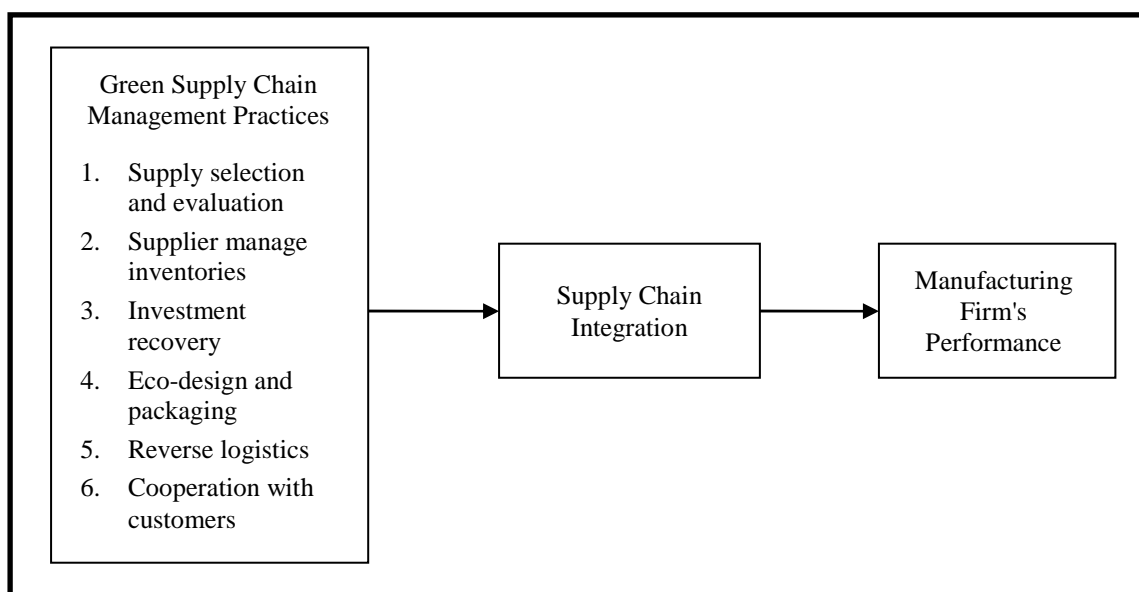 Green Supply Chain
Management Practices
1. Supply selection
and evaluation
2. Supplier manage
inventories
3. Investment
recovery
4. Eco-design and
packaging
5. Reverse logistics
6. Cooperation with
customers
Supply Chain
Integration
Manufacturing
Firm's
Performance